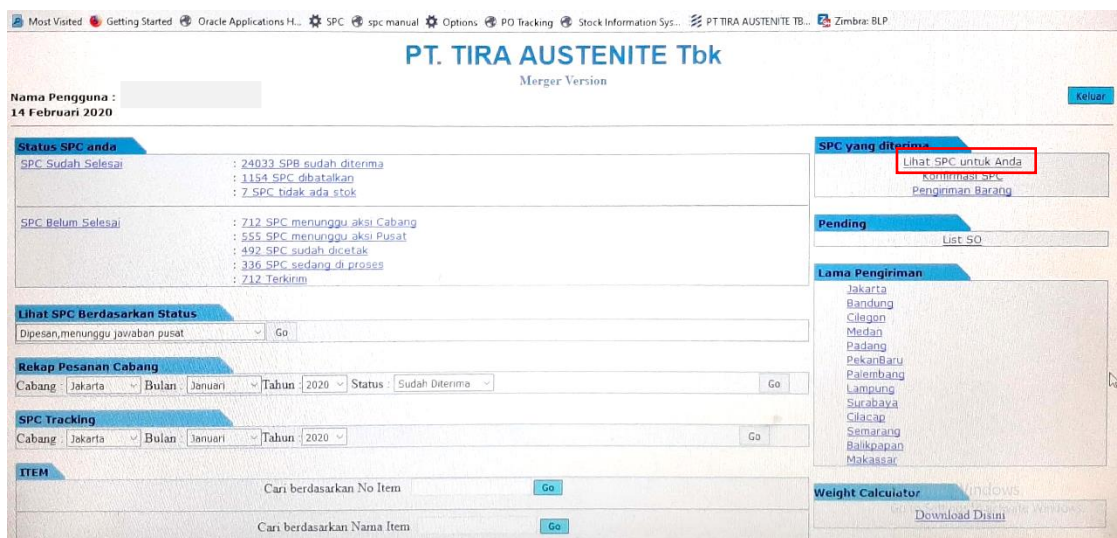 Most Visited Getting Started Oracle Applications H... SPC spc manual Options PO Tracking Stock Information Sys... PT TIRA AUSTENITE TB... Zimbra: BLP
PT. TIRA AUSTENITE Tbk
Merger Version
Nama Pengguna :
Keluar
14 Februari 2020
Status SPC anda
SPC Sudah Selesai : 24033 SPB sudah diterima
: 1154 SPC dibatalkan
: 7 SPC tidak ada stok
SPC Belum Selesai : 712 SPC menunggu aksi Cabang
: 555 SPC menunggu aksi Pusat
: 492 SPC sudah dicetak
: 336 SPC sedang di proses
: 712 Terkirim
Lihat SPC Berdasarkan Status
Dipesan,menunggu jawaban pusat Go
Rekap Pesanan Cabang
Cabang : Jakarta Bulan : Januari Tahun : 2020 Status : Sudah Diterima Go
SPC Tracking
Cabang : Jakarta Bulan : Januari Tahun : 2020 Go
ITEM
Cari berdasarkan No Item Go
Cari berdasarkan Nama Item Go
SPC yang diterima
Lihat SPC untuk Anda
Konfirmasi SPC
Pengiriman Barang
Pending
List SO
Lama Pengiriman
Jakarta
Bandung
Cilegon
Medan
Padang
PekanBaru
Palembang
Lampung
Surabaya
Cilacap
Semarang
Balikpapan
Makassar
Weight Calculator
Download Disini